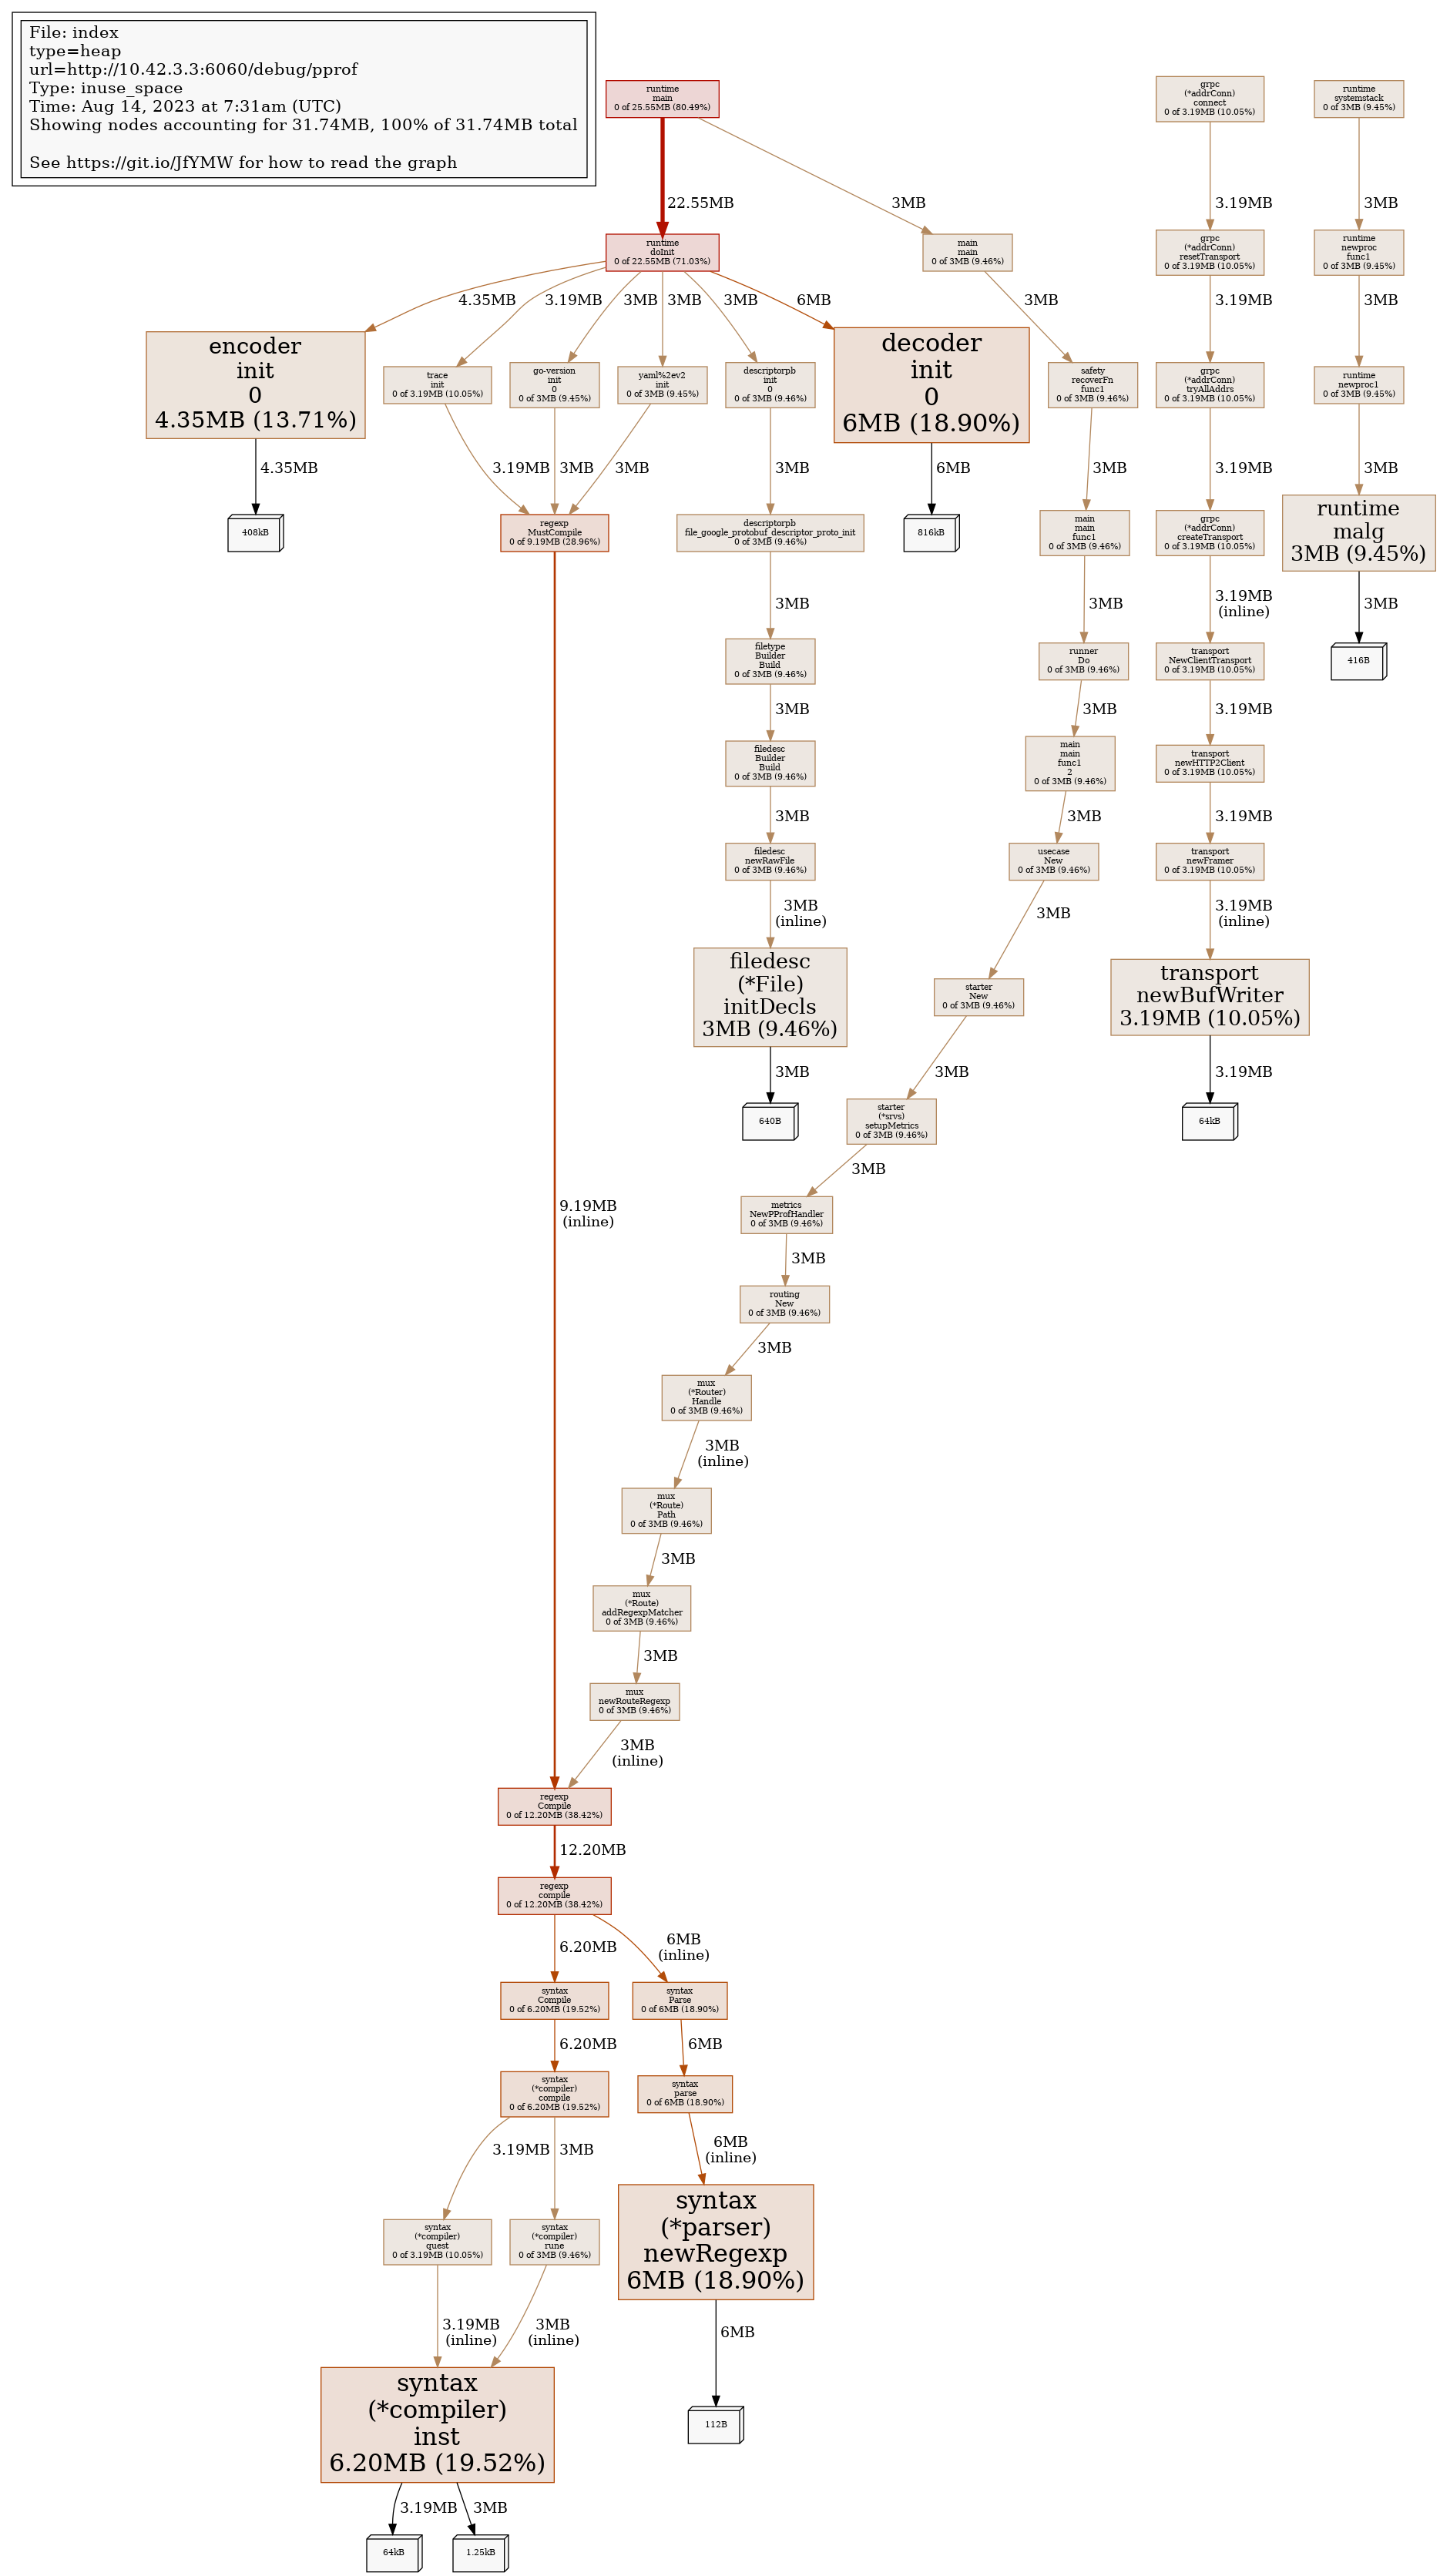 File: index
type=heap
url=http://10.42.3.3:6060/debug/pprof
Type: inuse_space
Time: Aug 14, 2023 at 7:31am (UTC)
Showing nodes accounting for 31.74MB, 100% of 31.74MB total
See https://git.io/JfYMW for how to read the graph
runtime
main
0 of 25.55MB (80.49%)
grpc
(*addrConn)
connect
0 of 3.19MB (10.05%)
runtime
systemstack
0 of 3MB (9.45%)
22.55MB
3MB
3.19MB
3MB
runtime
doInit
0 of 22.55MB (71.03%)
main
main
0 of 3MB (9.46%)
grpc
(*addrConn)
resetTransport
0 of 3.19MB (10.05%)
runtime
newproc
func1
0 of 3MB (9.45%)
4.35MB
3.19MB
3MB
3MB
3MB
6MB
3MB
3.19MB
3MB
encoder
init
0
4.35MB (13.71%)
trace
init
0 of 3.19MB (10.05%)
go-version
init
0
0 of 3MB (9.45%)
yaml%2ev2
init
0 of 3MB (9.45%)
descriptorpb
init
0
0 of 3MB (9.46%)
decoder
init
0
6MB (18.90%)
safety
recoverFn
func1
0 of 3MB (9.46%)
grpc
(*addrConn)
tryAllAddrs
0 of 3.19MB (10.05%)
runtime
newproc1
0 of 3MB (9.45%)
4.35MB
3.19MB
3MB
3MB
3MB
6MB
3MB
3.19MB
3MB
408kB
regexp
MustCompile
0 of 9.19MB (28.96%)
descriptorpb
file_google_protobuf_descriptor_proto_init
0 of 3MB (9.46%)
816kB
main
main
func1
0 of 3MB (9.46%)
grpc
(*addrConn)
createTransport
0 of 3.19MB (10.05%)
runtime
malg
3MB (9.45%)
3MB
3MB
3.19MB
(inline)
3MB
filetype
Builder
Build
0 of 3MB (9.46%)
runner
Do
0 of 3MB (9.46%)
transport
NewClientTransport
0 of 3.19MB (10.05%)
416B
3MB
3MB
3.19MB
filedesc
Builder
Build
0 of 3MB (9.46%)
main
main
func1
2
0 of 3MB (9.46%)
transport
newHTTP2Client
0 of 3.19MB (10.05%)
3MB
3MB
3.19MB
filedesc
newRawFile
0 of 3MB (9.46%)
usecase
New
0 of 3MB (9.46%)
transport
newFramer
0 of 3.19MB (10.05%)
3MB
(inline)
3MB
3.19MB
(inline)
filedesc
(*File)
initDecls
3MB (9.46%)
starter
New
0 of 3MB (9.46%)
transport
newBufWriter
3.19MB (10.05%)
3MB
3MB
3.19MB
640B
starter
(*srvs)
setupMetrics
0 of 3MB (9.46%)
64kB
3MB
9.19MB
(inline)
metrics
NewPProfHandler
0 of 3MB (9.46%)
3MB
routing
New
0 of 3MB (9.46%)
3MB
mux
(*Router)
Handle
0 of 3MB (9.46%)
3MB
(inline)
mux
(*Route)
Path
0 of 3MB (9.46%)
3MB
mux
(*Route)
addRegexpMatcher
0 of 3MB (9.46%)
3MB
mux
newRouteRegexp
0 of 3MB (9.46%)
3MB
(inline)
regexp
Compile
0 of 12.20MB (38.42%)
12.20MB
regexp
compile
0 of 12.20MB (38.42%)
6.20MB
6MB
(inline)
syntax
Compile
0 of 6.20MB (19.52%)
syntax
Parse
0 of 6MB (18.90%)
6.20MB
6MB
syntax
(*compiler)
compile
0 of 6.20MB (19.52%)
syntax
parse
0 of 6MB (18.90%)
3.19MB
3MB
6MB
(inline)
syntax
(*compiler)
quest
0 of 3.19MB (10.05%)
syntax
(*compiler)
rune
0 of 3MB (9.46%)
syntax
(*parser)
newRegexp
6MB (18.90%)
3.19MB
(inline)
3MB
(inline)
6MB
syntax
(*compiler)
inst
6.20MB (19.52%)
112B
3.19MB
3MB
64kB
1.25kB